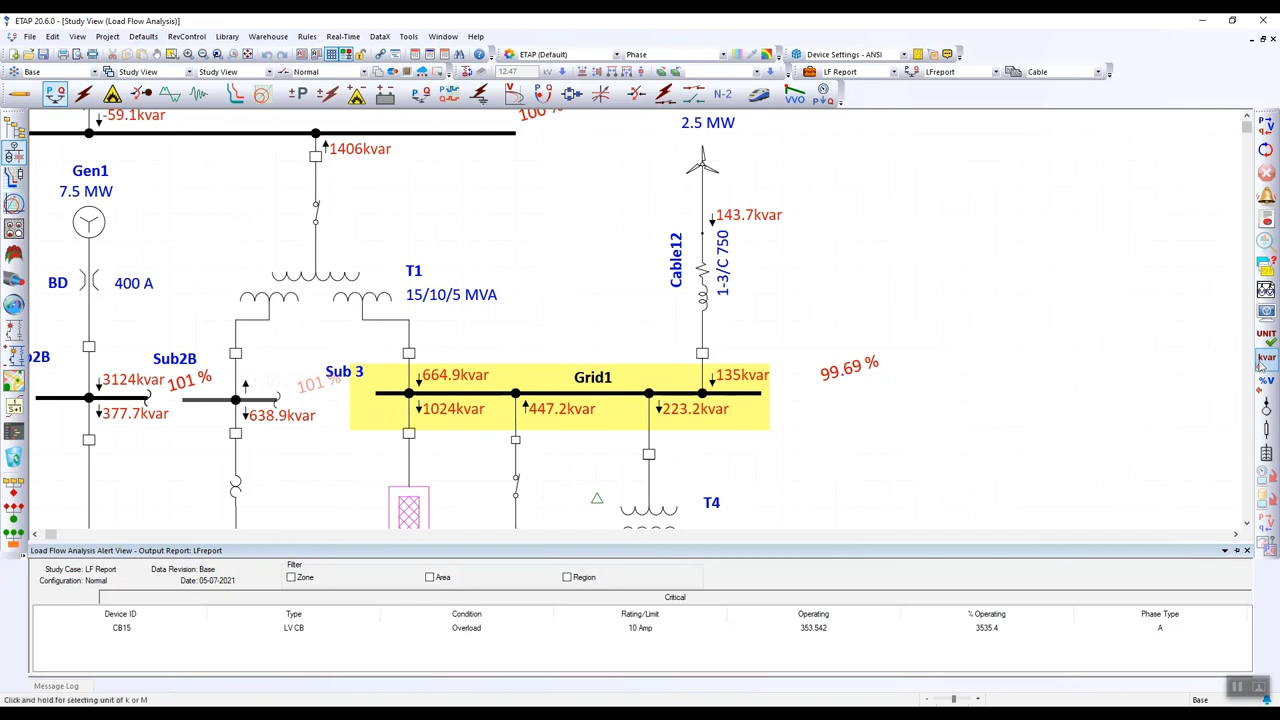 ETAP 20.6.0 - [Study View (Load Flow Analysis)]
File Edit View Project Defaults RevControl Library Warehouse Rules Real-Time DataX Tools Window Help
ETAP (Default) Phase Device Settings - ANSI
Base Study View Study View Normal 12.47 kV LF Report LFreport Cable
N-2 VVO
-59.1kvar
100 %
2.5 MW
1406kvar
Gen1
7.5 MW
143.7kvar
Cable12
1-3/C 750
BD 400 A
T1
15/10/5 MVA
UNIT
kvar
%V
Sub2B
Sub 3
3124kvar 101 %
101 %
664.9kvar
Grid1
135kvar
99.69 %
377.7kvar
638.9kvar
1024kvar
447.2kvar
223.2kvar
T4
Load Flow Analysis Alert View - Output Report: LFreport
Study Case: LF Report Data Revision: Base
Configuration: Normal Date: 05-07-2021
Filter
Zone Area Region
Critical
Device ID Type Condition Rating/Limit Operating % Operating Phase Type
CB15 LV CB Overload 10 Amp 353.542 3535.4 A
Message Log
Click and hold for selecting unit of k or M
Base